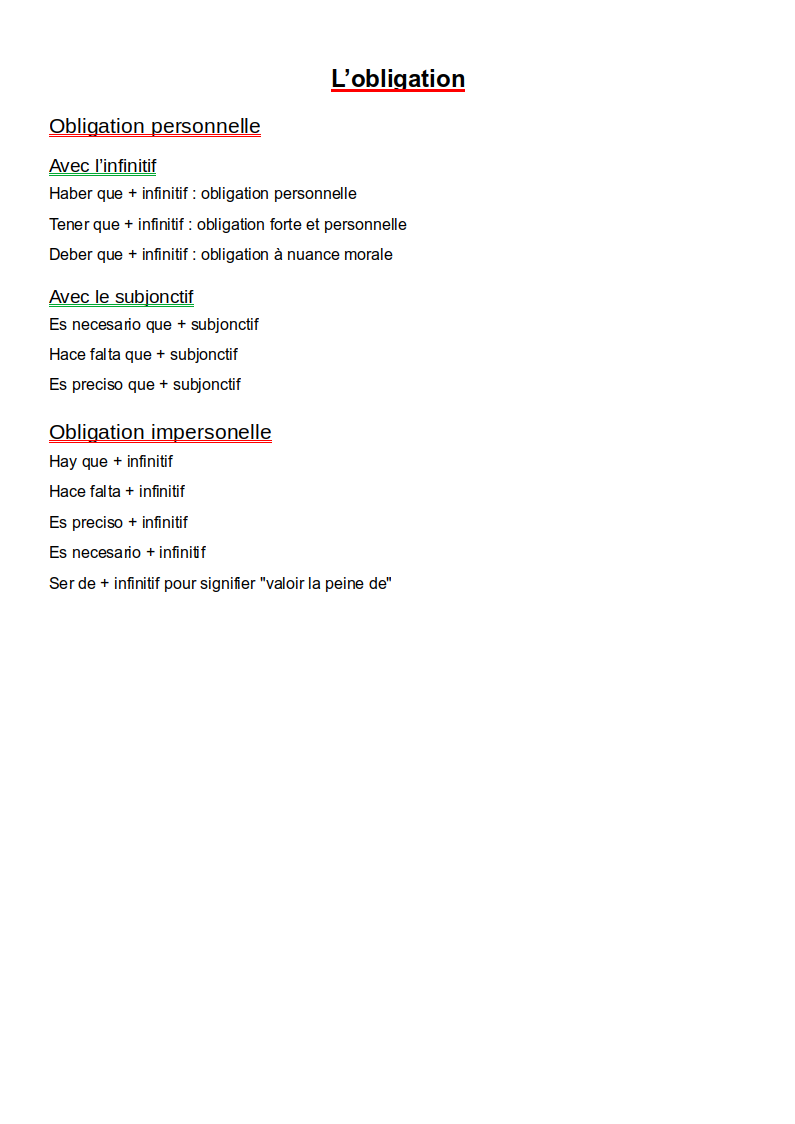 L’obligation
Obligation personnelle
Avec l’infinitif
Haber que + infinitif : obligation personnelle
Tener que + infinitif : obligation forte et personnelle
Deber que + infinitif : obligation à nuance morale
Avec le subjonctif
Es necesario que + subjonctif
Hace falta que + subjonctif
Es preciso que + subjonctif
Obligation impersonelle
Hay que + infinitif
Hace falta + infinitif
Es preciso + infinitif
Es necesario + infinitif
Ser de + infinitif pour signifier "valoir la peine de"